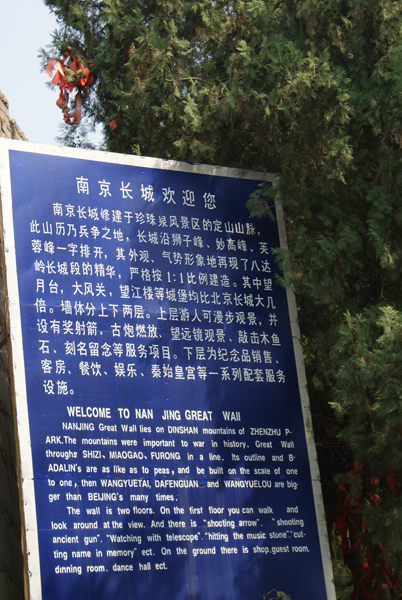 南京长城欢迎您
南京长城修建于珍珠泉风景区的定山山脉,
此山历乃兵争之地,长城沿狮子峰、妙高峰、芙
蓉峰一字排开,其外观、气势形象地再现了八达
岭长城段的精华,严格按1:1比例建造。其中望
月台,大风关,望江楼等城堡均比北京长城大几
倍。墙体分上下两层。上层游人可漫步观景,并
设有奖射箭,古炮燃放、望远镜观景、敲击木鱼
石、刻名留念等服务项目。下层为纪念品销售、
客房、餐饮、娱乐、秦始皇宫等一系列配套服务
设施。
WELCOME TO NAN JING GREAT WAII
NANJING Great Wall lies on DINSHAN mountains of ZHENZHU P-
ARK.The mountains were important to war in history. Great Wall
throughs SHIZI、MIAOGAO、FURONG in a line. Its outline and B-
ADALIN's are as like as to peas, and be built on the scale of one
to one, then WANGYUETAI, DAFENGUAN and WANGYUELOU are big-
ger than BEIJING's many times.
The wall is two floors. On the first floor you can walk and
look around at the view. And there is "shooting arrow". "shooting
ancient gun". "Watching with telescope". "hitting the music stone". "cut-
ting name in memory" ect. On the ground there is shop. guest room.
dinning room. dance hall ect.